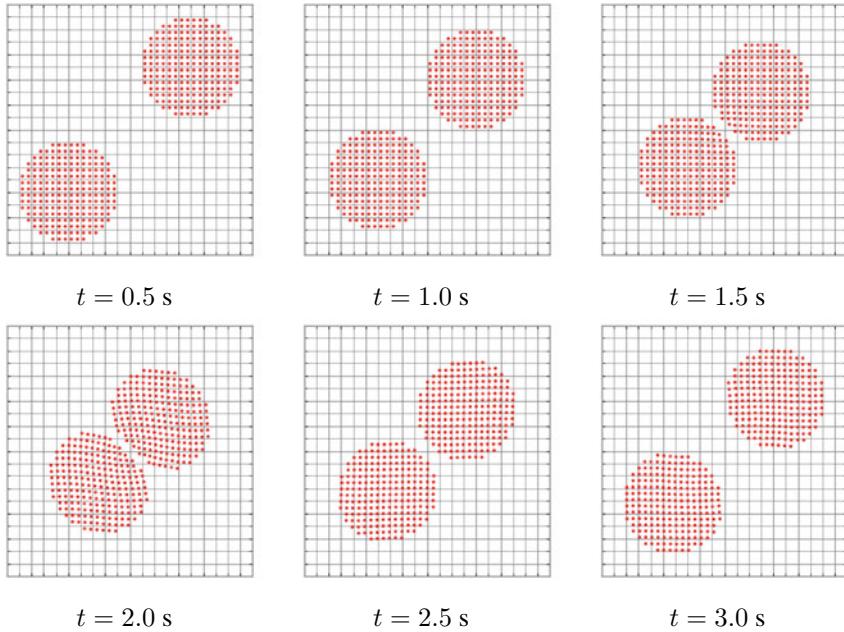 t = 0.5 s
t = 1.0 s
t = 1.5 s
t = 2.0 s
t = 2.5 s
t = 3.0 s